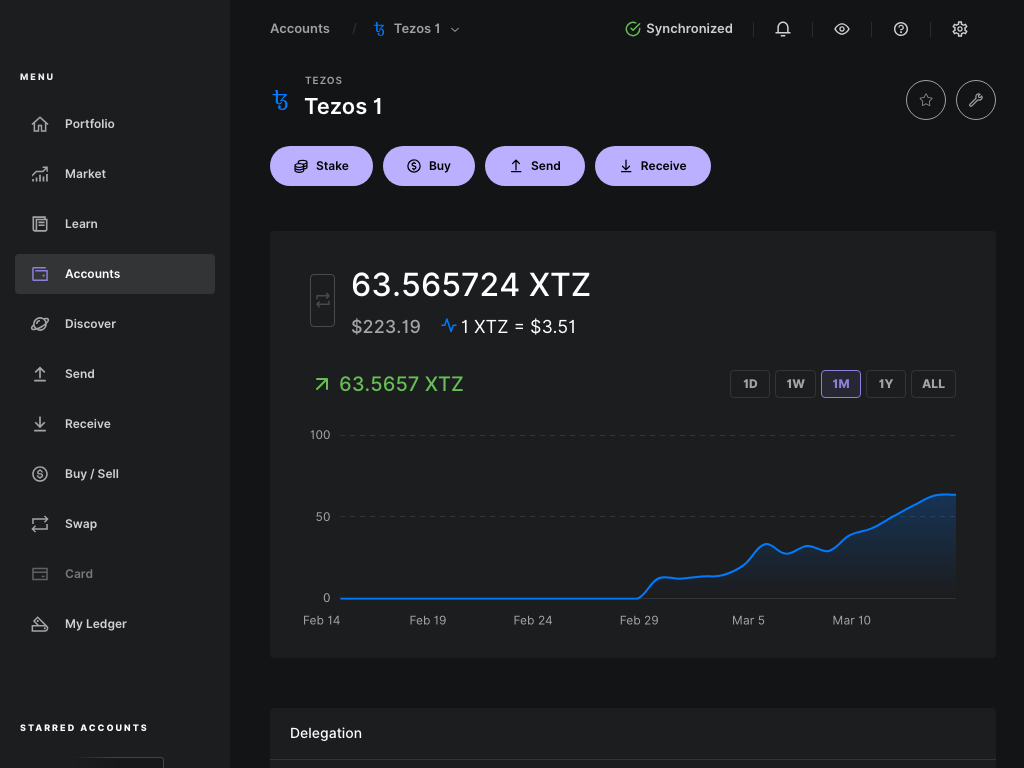 MENU
Portfolio
Market
Learn
Accounts
Discover
Send
Receive
Buy / Sell
Swap
Card
My Ledger
STARRED ACCOUNTS
Accounts / Tezos 1
Synchronized
TEZOS
Tezos 1
Stake Buy Send Receive
63.565724 XTZ
$223.19 1 XTZ = $3.51
63.5657 XTZ
1D 1W 1M 1Y ALL
100
50
0
Feb 14 Feb 19 Feb 24 Feb 29 Mar 5 Mar 10
Delegation